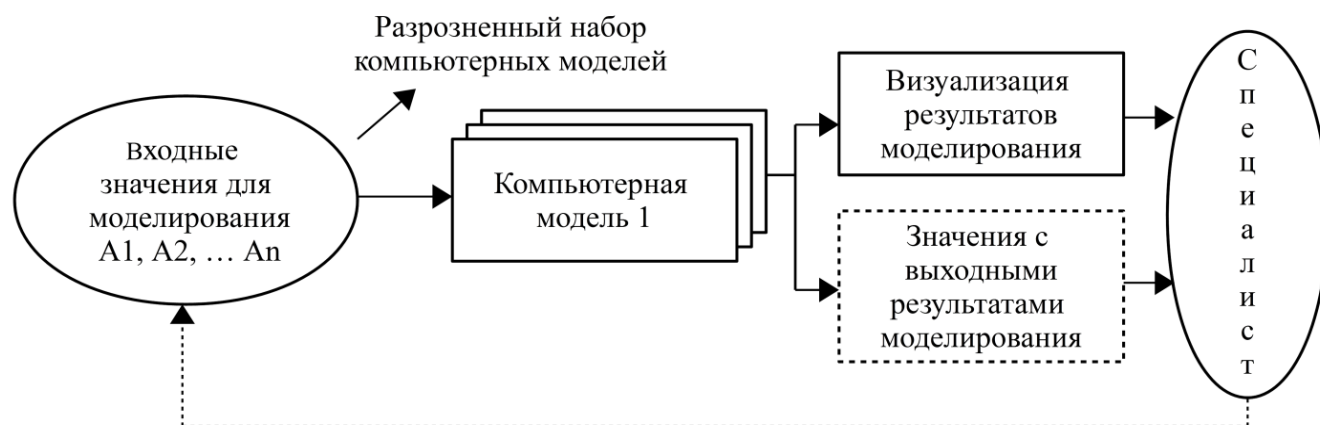 Разрозненный набор
компьютерных моделей
Входные
значения для
моделирования
А1, А2, … Аn
Компьютерная
модель 1
Визуализация
результатов
моделирования
Значения с
выходными
результатами
моделирования
Специалист